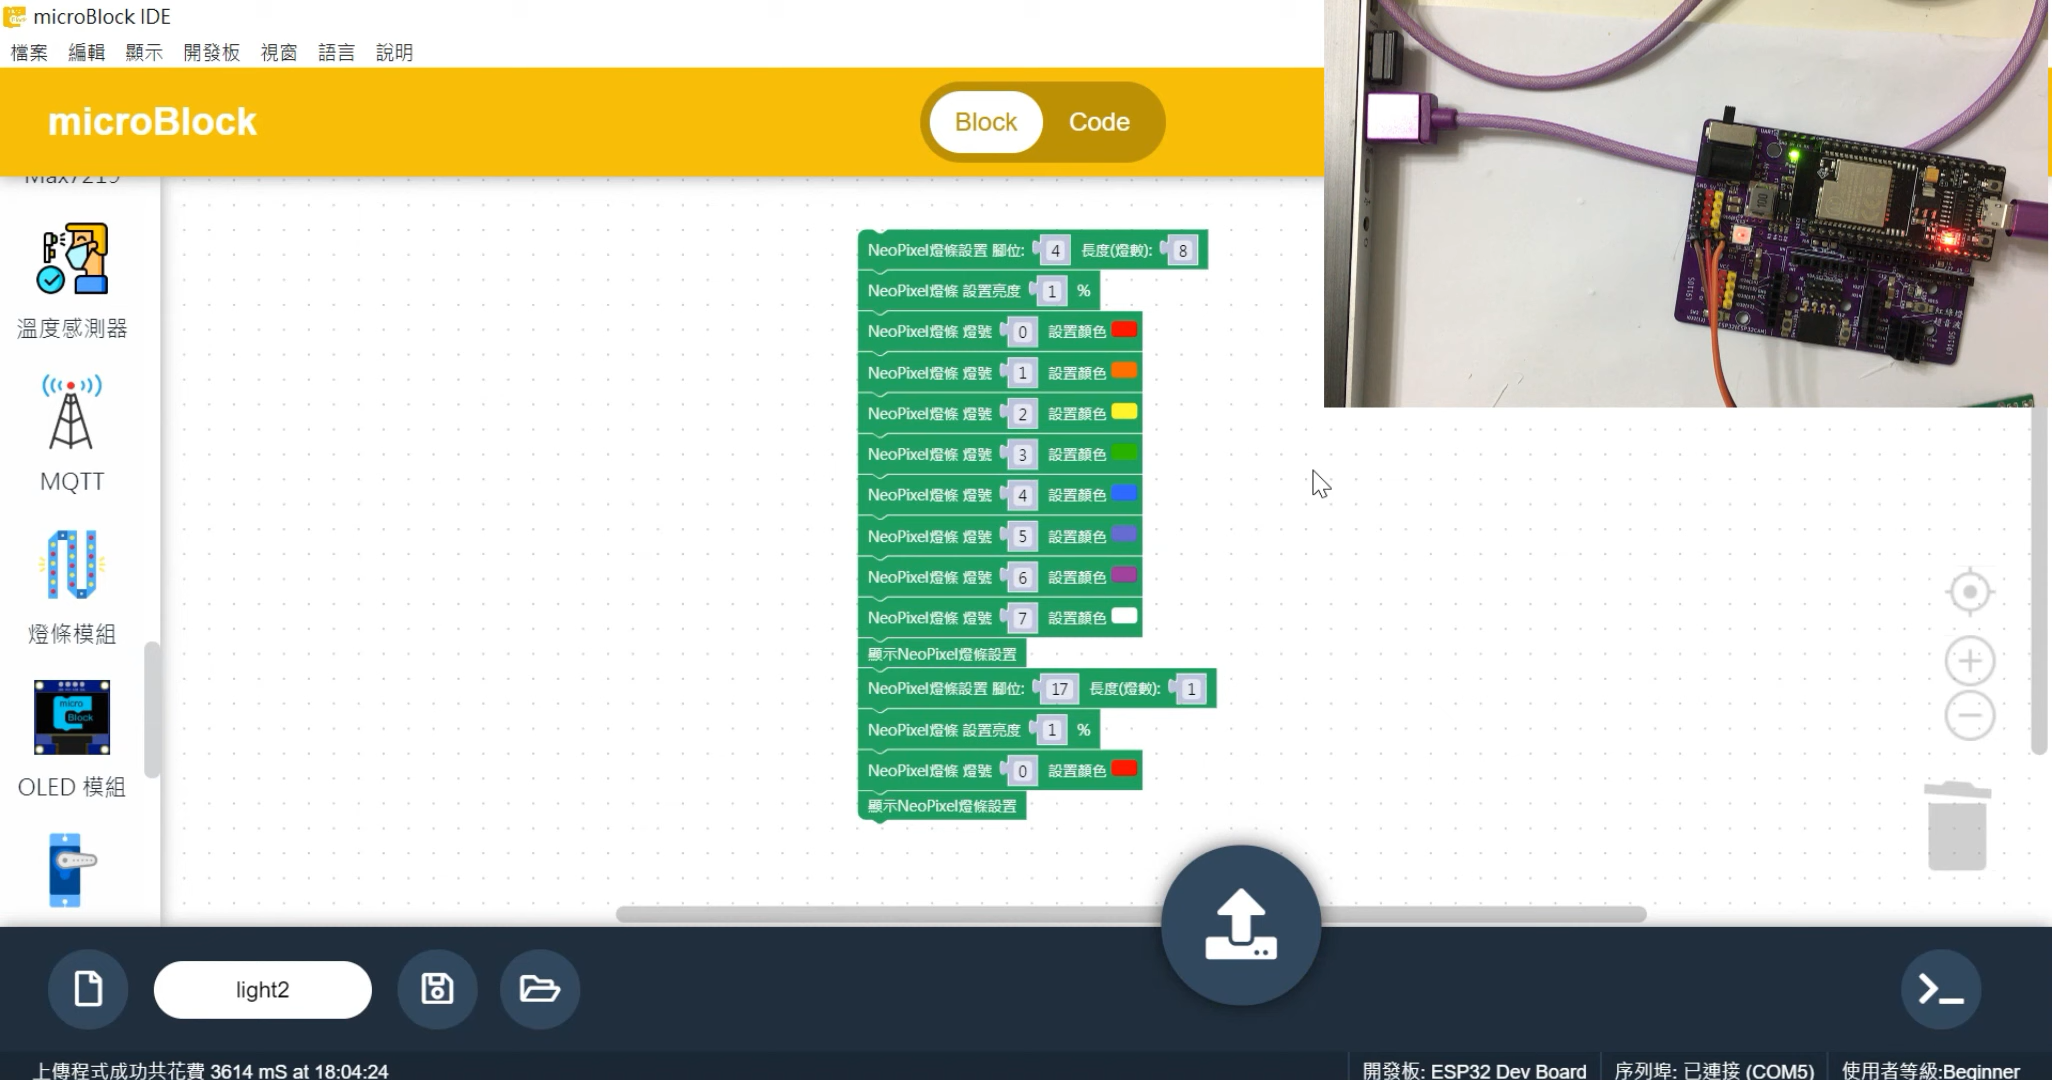 microBlock IDE
檔案 編輯 顯示 開發板 視窗 語言 說明
microBlock
Block Code
Max7219
溫度感測器
MQTT
燈條模組
micro
Block
OLED 模組
NeoPixel燈條設置 腳位: 4 長度(燈數): 8
NeoPixel燈條 設置亮度 1 %
NeoPixel燈條 燈號 0 設置顏色
NeoPixel燈條 燈號 1 設置顏色
NeoPixel燈條 燈號 2 設置顏色
NeoPixel燈條 燈號 3 設置顏色
NeoPixel燈條 燈號 4 設置顏色
NeoPixel燈條 燈號 5 設置顏色
NeoPixel燈條 燈號 6 設置顏色
NeoPixel燈條 燈號 7 設置顏色
顯示NeoPixel燈條設置
NeoPixel燈條設置 腳位: 17 長度(燈數): 1
NeoPixel燈條 設置亮度 1 %
NeoPixel燈條 燈號 0 設置顏色
顯示NeoPixel燈條設置
紅綠燈
超音波
L9110S
L9110S
light2
上傳程式成功共花費 3614 mS at 18:04:24
開發板: ESP32 Dev Board
序列埠: 已連接 (COM5)
使用者等級:Beginner